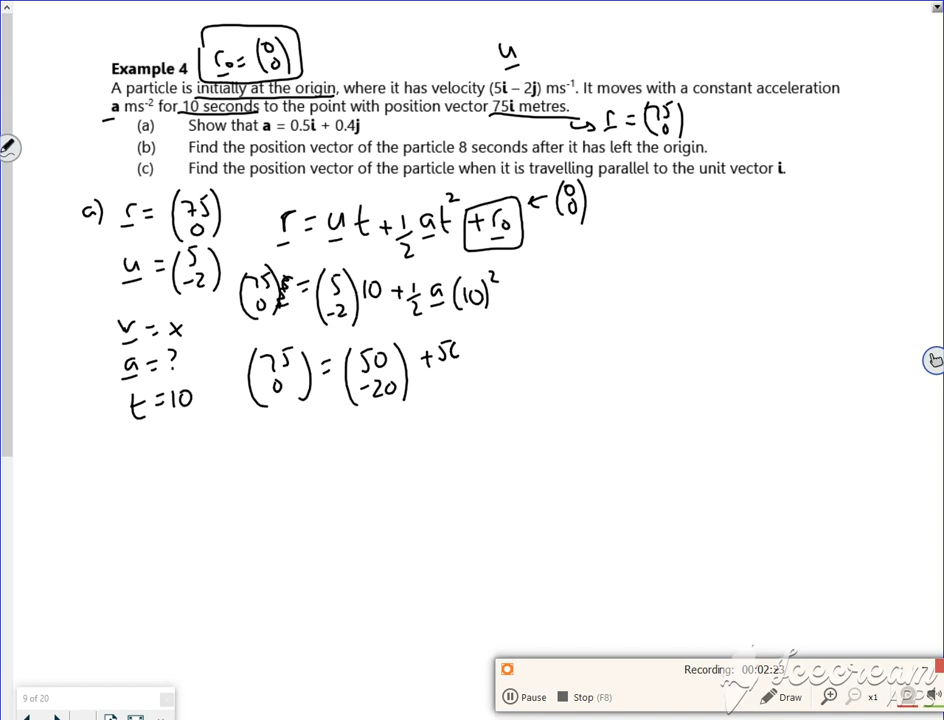 r₀ = (0 0)
u
Example 4
A particle is initially at the origin, where it has velocity (5i – 2j) ms⁻¹. It moves with a constant acceleration
a ms⁻² for 10 seconds to the point with position vector 75i metres.
↳ r = (75 0)
(a) Show that a = 0.5i + 0.4j
(b) Find the position vector of the particle 8 seconds after it has left the origin.
(c) Find the position vector of the particle when it is travelling parallel to the unit vector i.
a) r = (75 0)
r = ut + 1/2 at² + r₀ ← (0 0)
u = (5 -2)
(75 0) = (5 -2) 10 + 1/2 a (10)²
v = x
a = ?
(75 0) = (50 -20) + 50
t = 10
Recording: 00:02:23
Icecream
APPS
Pause
Stop (F8)
Draw
x1
9 of 20